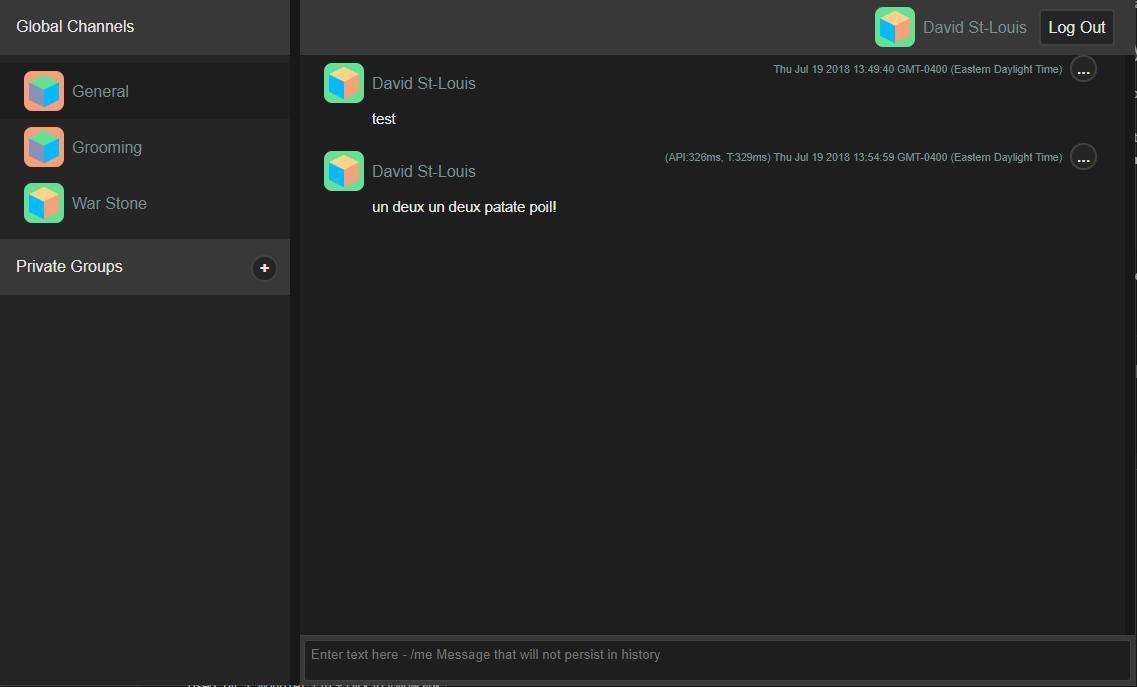 Global Channels
David St-Louis
Log Out
General
Grooming
War Stone
Private Groups
+
David St-Louis
Thu Jul 19 2018 13:49:40 GMT-0400 (Eastern Daylight Time)
...
test
David St-Louis
(API:326ms, T:329ms) Thu Jul 19 2018 13:54:59 GMT-0400 (Eastern Daylight Time)
...
un deux un deux patate poil!
Enter text here - /me Message that will not persist in history